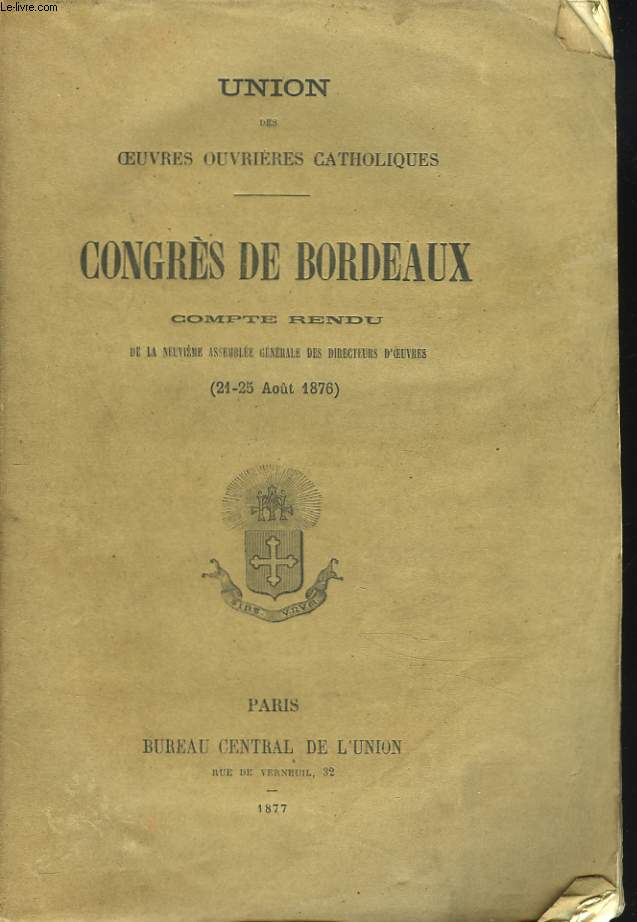 Le-livre.com
UNION
DES
ŒUVRES OUVRIÈRES CATHOLIQUES
CONGRÈS DE BORDEAUX
COMPTE RENDU
DE LA NEUVIÈME ASSEMBLÉE GÉNÉRALE DES DIRECTEURS D'ŒUVRES
(21-25 Août 1876)
PARIS
BUREAU CENTRAL DE L'UNION
RUE DE VERNEUIL, 32
1877